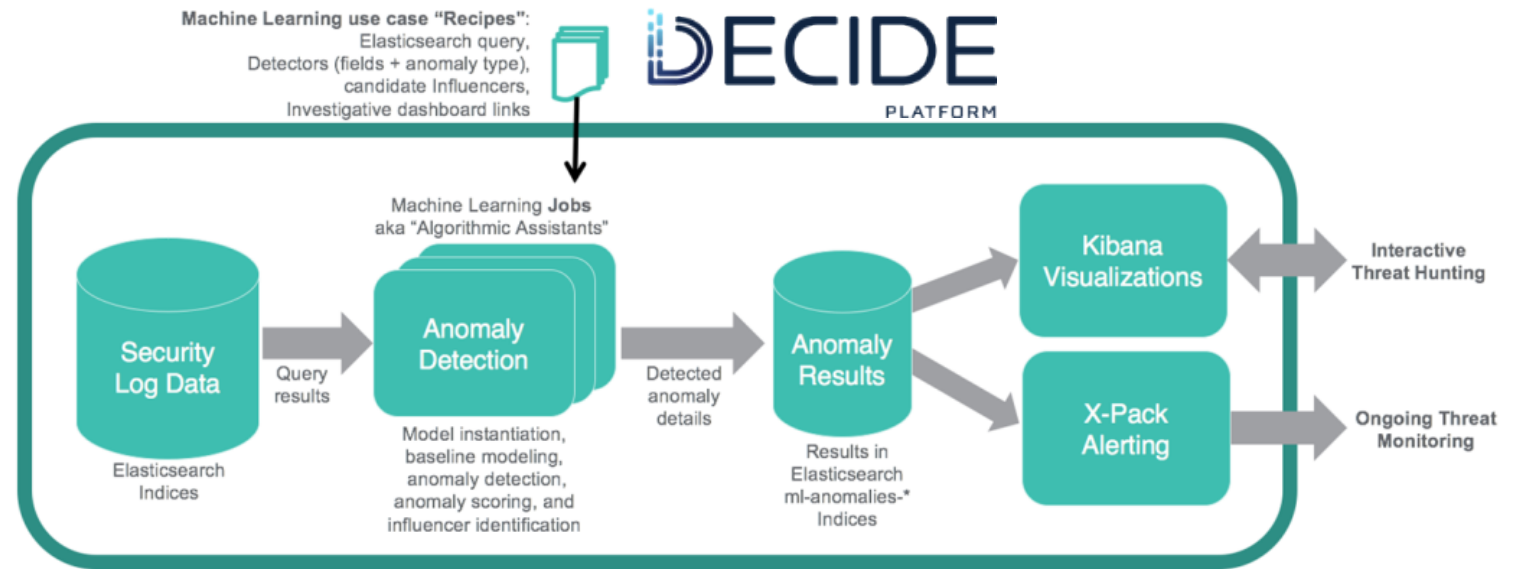 Machine Learning use case “Recipes”:
Elasticsearch query,
Detectors (fields + anomaly type),
candidate Influencers,
Investigative dashboard links
DECIDE
PLATFORM
Machine Learning Jobs
aka “Algorithmic Assistants”
Security
Log Data
Elasticsearch
Indices
Query
results
Anomaly
Detection
Model instantiation,
baseline modeling,
anomaly detection,
anomaly scoring, and
influencer identification
Detected
anomaly
details
Anomaly
Results
Results in
Elasticsearch
ml-anomalies-*
Indices
Kibana
Visualizations
Interactive
Threat Hunting
X-Pack
Alerting
Ongoing Threat
Monitoring